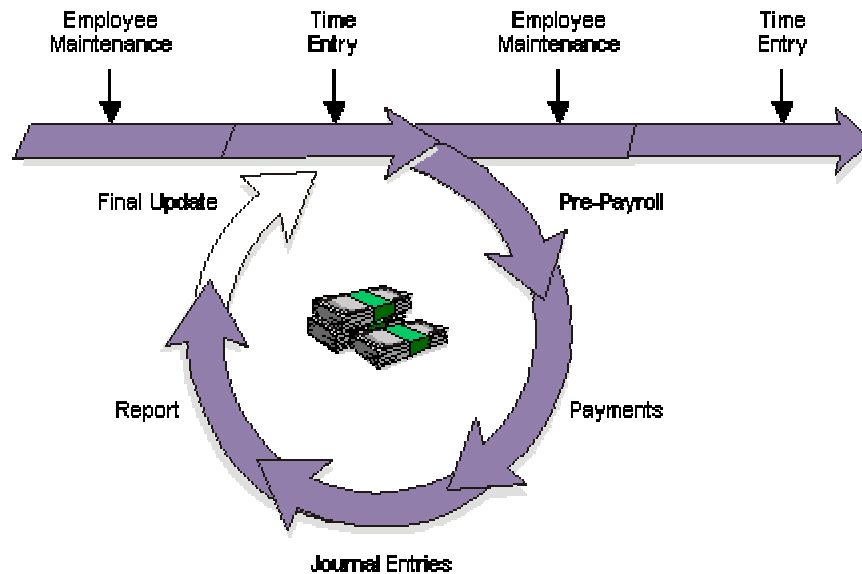 Employee
Maintenance
Time
Entry
Employee
Maintenance
Time
Entry
Final Update
Pre-Payroll
Report
Payments
Journal Entries